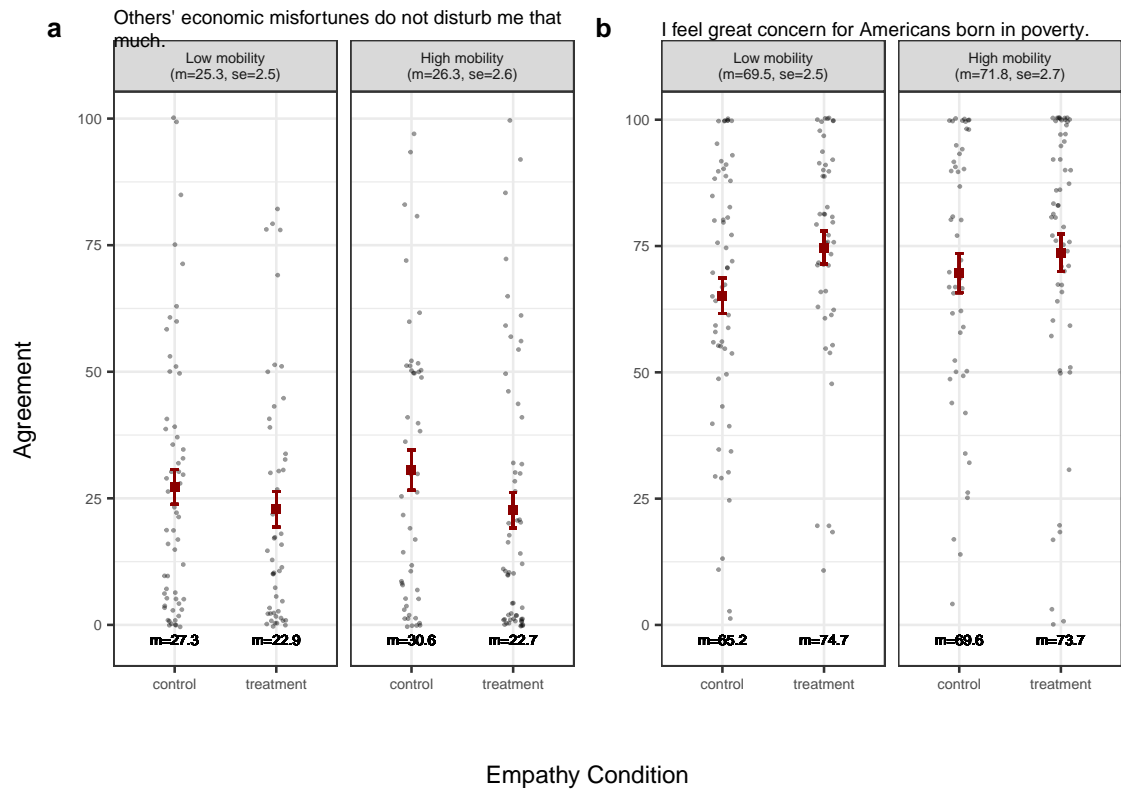 a
Others' economic misfortunes do not disturb me that
much.
Low mobility
(m=25.3, se=2.5)
High mobility
(m=26.3, se=2.6)
100
75
50
25
0
m=27.3
m=22.9
m=30.6
m=22.7
control
treatment
control
treatment
b
I feel great concern for Americans born in poverty.
Low mobility
(m=69.5, se=2.5)
High mobility
(m=71.8, se=2.7)
100
75
50
25
0
m=65.2
m=74.7
m=69.6
m=73.7
control
treatment
control
treatment
Agreement
Empathy Condition